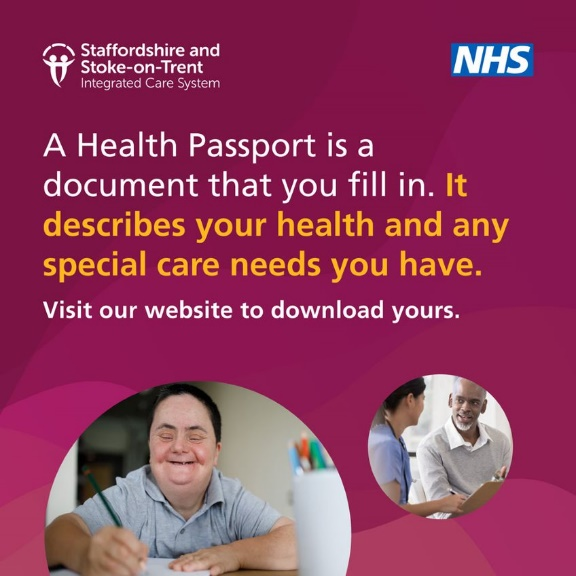 Staffordshire and
Stoke-on-Trent
Integrated Care System
NHS
A Health Passport is a
document that you fill in. It
describes your health and any
special care needs you have.
Visit our website to download yours.